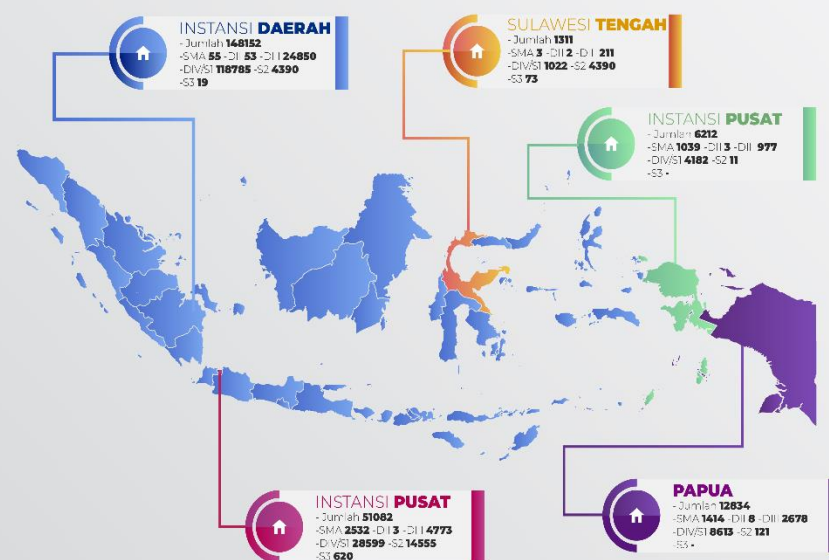 INSTANSI DAERAH
- Jumlah 148152
-SMA 55 -DII 53 -DIII 24850
-DIV/S1 118785 -S2 4390
-S3 19
SULAWESI TENGAH
- Jumlah 1311
-SMA 3 -DII 2 -DIII 211
-DIV/S1 1022 -S2 4390
-S3 73
INSTANSI PUSAT
- Jumlah 6212
-SMA 1039 -DII 3 -DIII 977
-DIV/S1 4182 -S2 11
-S3 -
INSTANSI PUSAT
- Jumlah 51082
-SMA 2532 -DII 3 -DIII 4773
-DIV/S1 28599 -S2 14555
-S3 620
PAPUA
- Jumlah 12834
-SMA 1414 -DII 8 -DIII 2678
-DIV/S1 8613 -S2 121
-S3 -